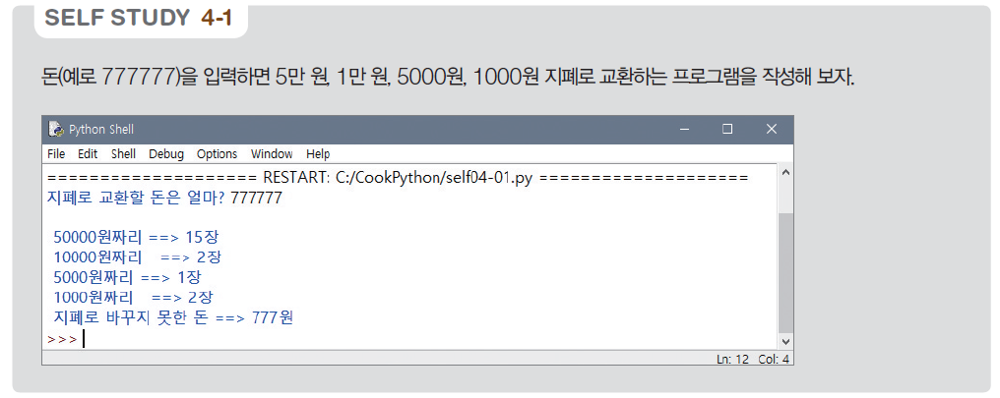 SELF STUDY 4-1
돈(예로 777777)을 입력하면 5만 원, 1만 원, 5000원, 1000원 지폐로 교환하는 프로그램을 작성해 보자.
Python Shell
File Edit Shell Debug Options Window Help
==================== RESTART: C:/CookPython/self04-01.py ====================
지폐로 교환할 돈은 얼마? 777777
50000원짜리 ==> 15장
10000원짜리 ==> 2장
5000원짜리 ==> 1장
1000원짜리 ==> 2장
지폐로 바꾸지 못한 돈 ==> 777원
>>>
Ln: 12 Col: 4